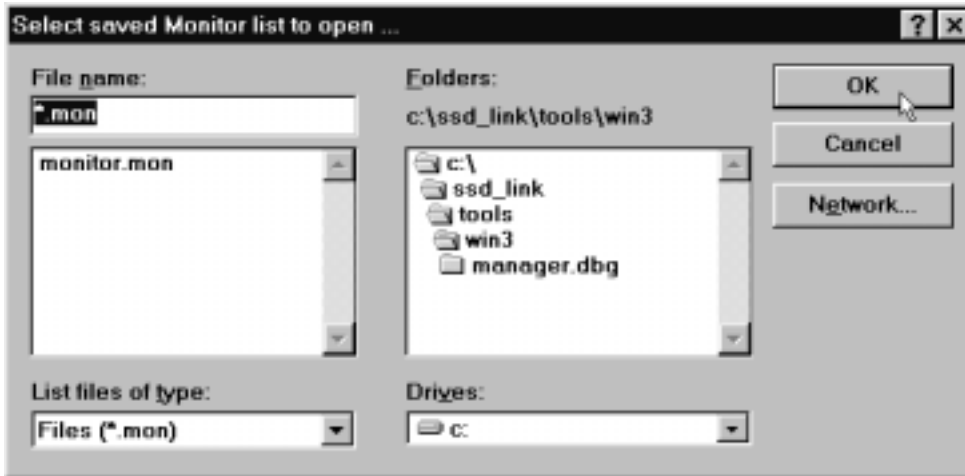 Select saved Monitor list to open ...
File name:
*.mon
monitor.mon
List files of type:
Files (*.mon)
Folders:
c:\ssd_link\tools\win3
c:\
ssd_link
tools
win3
manager.dbg
Drives:
c:
OK
Cancel
Network...